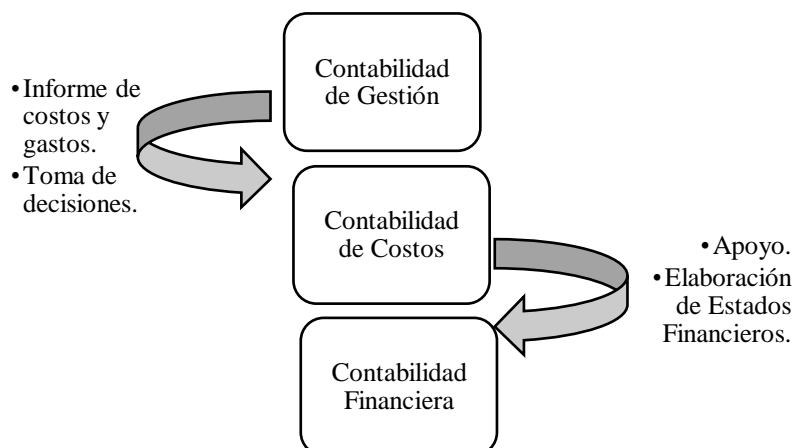 Contabilidad
de Gestión
•Informe de
costos y
gastos.
•Toma de
decisiones.
Contabilidad
de Costos
•Apoyo.
•Elaboración
de Estados
Financieros.
Contabilidad
Financiera